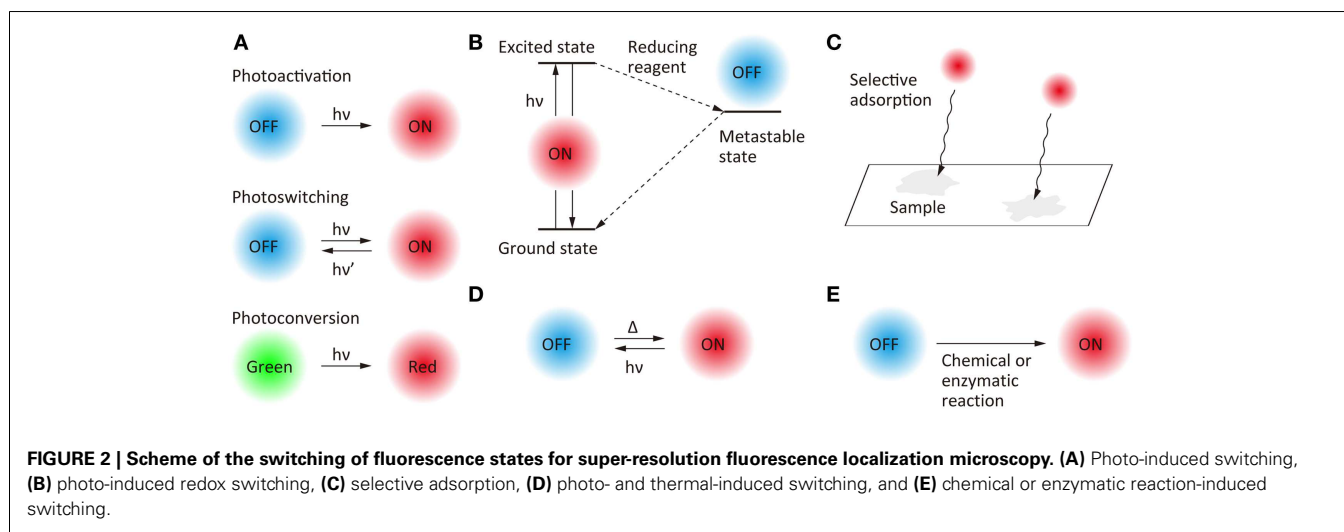 A
Photoactivation
OFF
hν
ON
Photoswitching
OFF
hν
hν’
ON
Photoconversion
Green
hν
Red
B
Excited state
Reducing
reagent
OFF
hν
ON
Metastable
state
Ground state
C
Selective
adsorption
Sample
D
OFF
Δ
hν
ON
E
OFF
Chemical or
enzymatic
reaction
ON
FIGURE 2 | Scheme of the switching of fluorescence states for super-resolution fluorescence localization microscopy. (A) Photo-induced switching,
(B) photo-induced redox switching, (C) selective adsorption, (D) photo- and thermal-induced switching, and (E) chemical or enzymatic reaction-induced
switching.